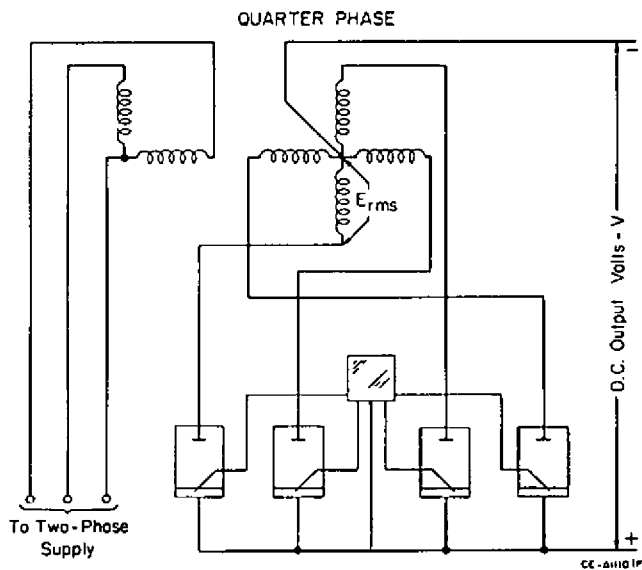 QUARTER PHASE
−
E rms
D.C. Output Volts - V
To Two-Phase
Supply
+